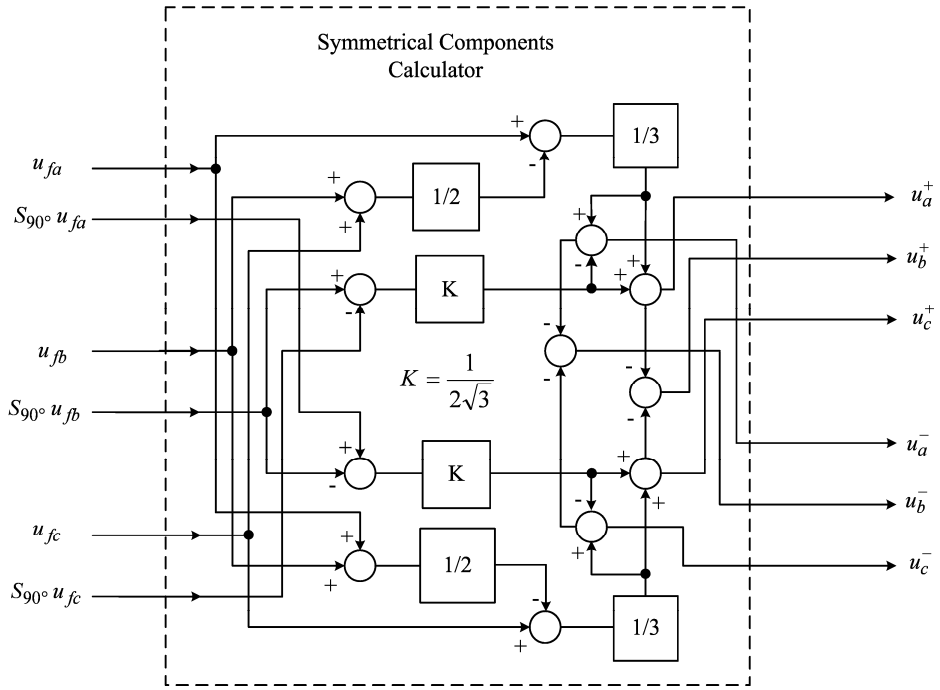 Symmetrical Components
Calculator
+
-
1/3
u_fa
+
+
1/2
u_a^+
S_90° u_fa
+
-
+
+
u_b^+
+
-
K
u_c^+
-
-
u_fb
K = 1/(2√3)
-
-
S_90° u_fb
+
-
K
+
+
u_a^-
-
+
u_b^-
u_fc
+
+
1/2
u_c^-
S_90° u_fc
-
+
1/3